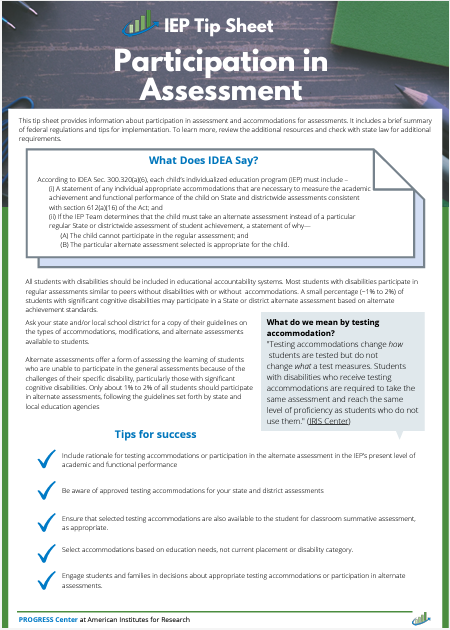 IEP Tip Sheet
Participation in
Assessment
This tip sheet provides information about participation in assessment and accommodations for assessments. It includes a brief summary
of federal regulations and tips for implementation. To learn more, review the additional resources and check with state law for additional
requirements.
What Does IDEA Say?
According to IDEA Sec. 300.320(a)(6), each child's individualized education program (IEP) must include –
(i) A statement of any individual appropriate accommodations that are necessary to measure the academic
achievement and functional performance of the child on State and districtwide assessments consistent
with section 612(a)(16) of the Act; and
(ii) If the IEP Team determines that the child must take an alternate assessment instead of a particular
regular State or districtwide assessment of student achievement, a statement of why—
(A) The child cannot participate in the regular assessment; and
(B) The particular alternate assessment selected is appropriate for the child.
All students with disabilities should be included in educational accountability systems. Most students with disabilities participate in
regular assessments similar to peers without disabilities with or without accommodations. A small percentage (~1% to 2%) of
students with significant cognitive disabilities may participate in a State or district alternate assessment based on alternate
achievement standards.
Ask your state and/or local school district for a copy of their guidelines on
the types of accommodations, modifications, and alternate assessments
available to students.
Alternate assessments offer a form of assessing the learning of students
who are unable to participate in the general assessments because of the
challenges of their specific disability, particularly those with significant
cognitive disabilities. Only about 1% to 2% of all students should participate
in alternate assessments, following the guidelines set forth by state and
local education agencies
What do we mean by testing
accommodation?
"Testing accommodations change how
students are tested but do not
change what a test measures. Students
with disabilities who receive testing
accommodations are required to take the
same assessment and reach the same
level of proficiency as students who do not
use them." (IRIS Center)
Tips for success
Include rationale for testing accommodations or participation in the alternate assessment in the IEP's present level of
academic and functional performance
Be aware of approved testing accommodations for your state and district assessments
Ensure that selected testing accommodations are also available to the student for classroom summative assessment,
as appropriate.
Select accommodations based on education needs, not current placement or disability category.
Engage students and families in decisions about appropriate testing accommodations or participation in alternate
assessments.
PROGRESS Center at American Institutes for Research